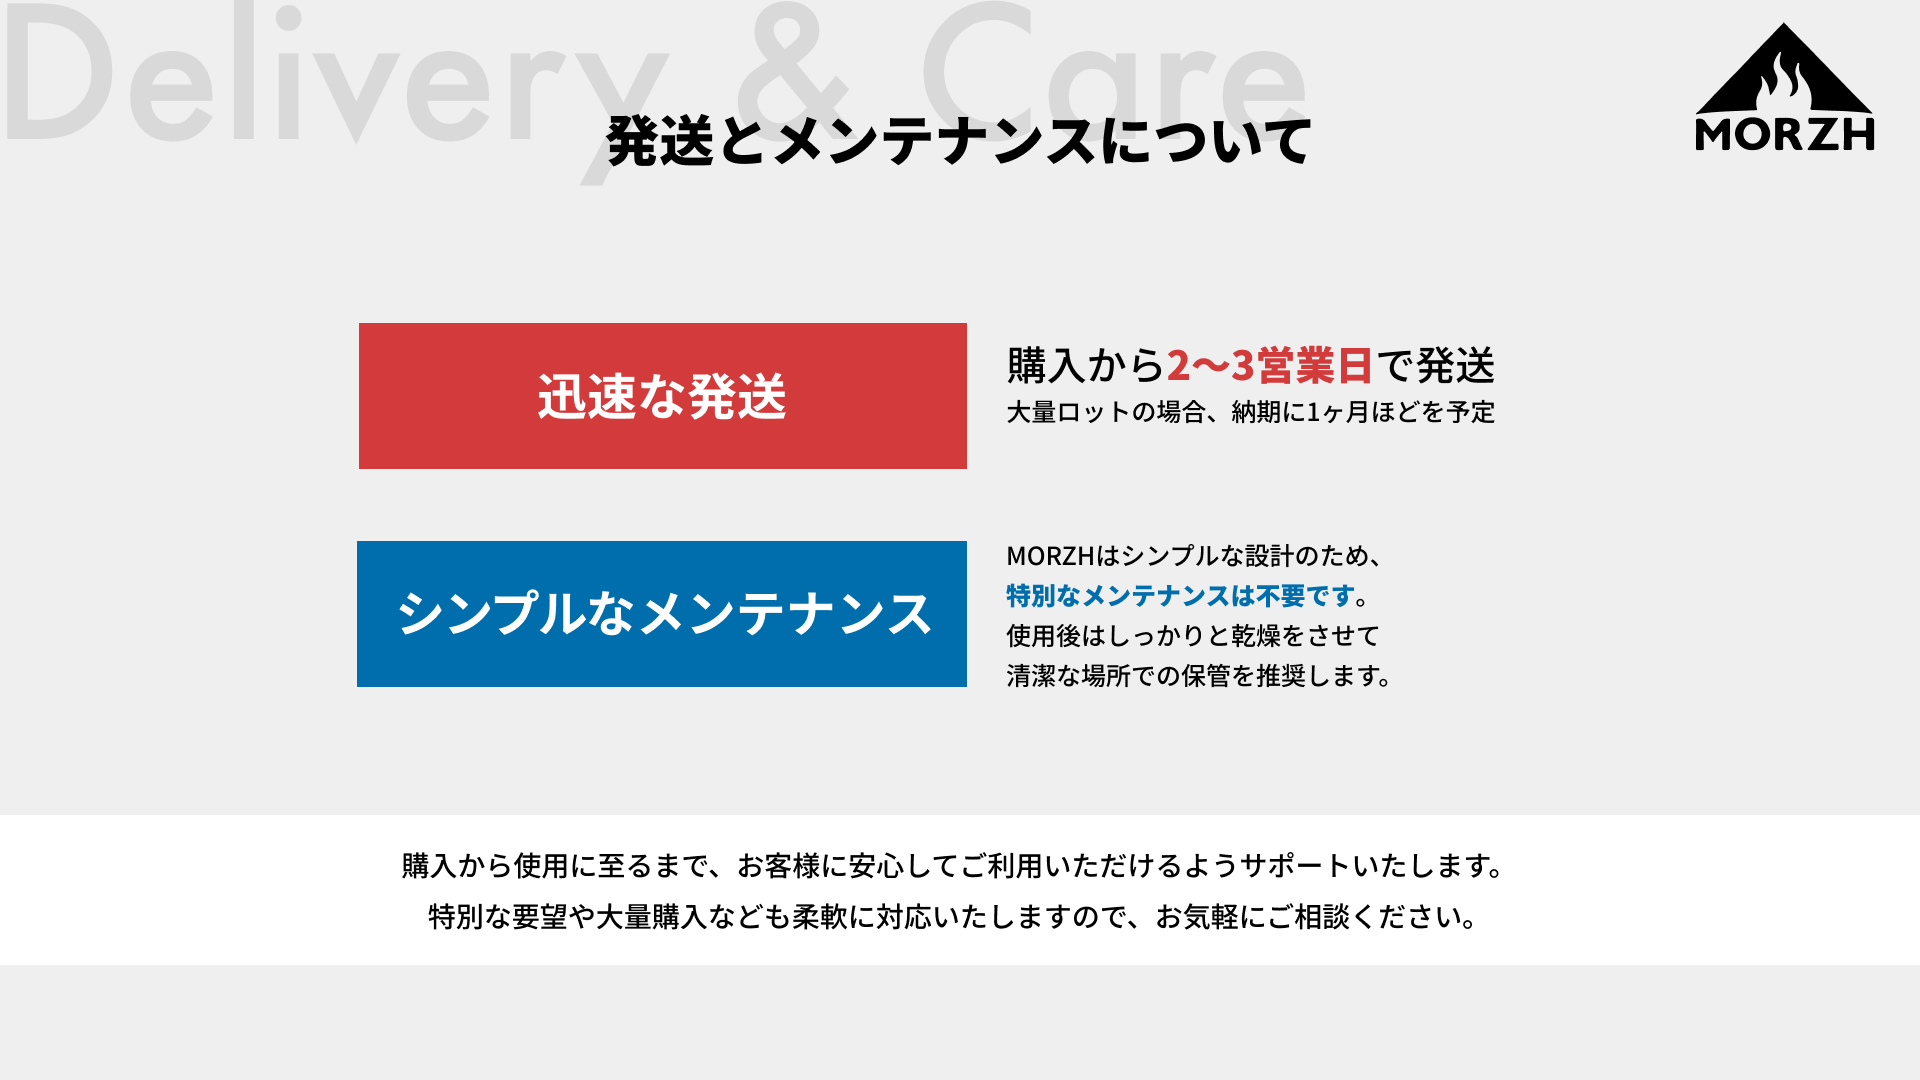 Delivery & Care
発送とメンテナンスについて
MORZH
迅速な発送
購入から2〜3営業日で発送
大量ロットの場合、納期に1ヶ月ほどを予定
シンプルなメンテナンス
MORZHはシンプルな設計のため、
特別なメンテナンスは不要です。
使用後はしっかりと乾燥をさせて
清潔な場所での保管を推奨します。
購入から使用に至るまで、お客様に安心してご利用いただけるようサポートいたします。
特別な要望や大量購入なども柔軟に対応いたしますので、お気軽にご相談ください。